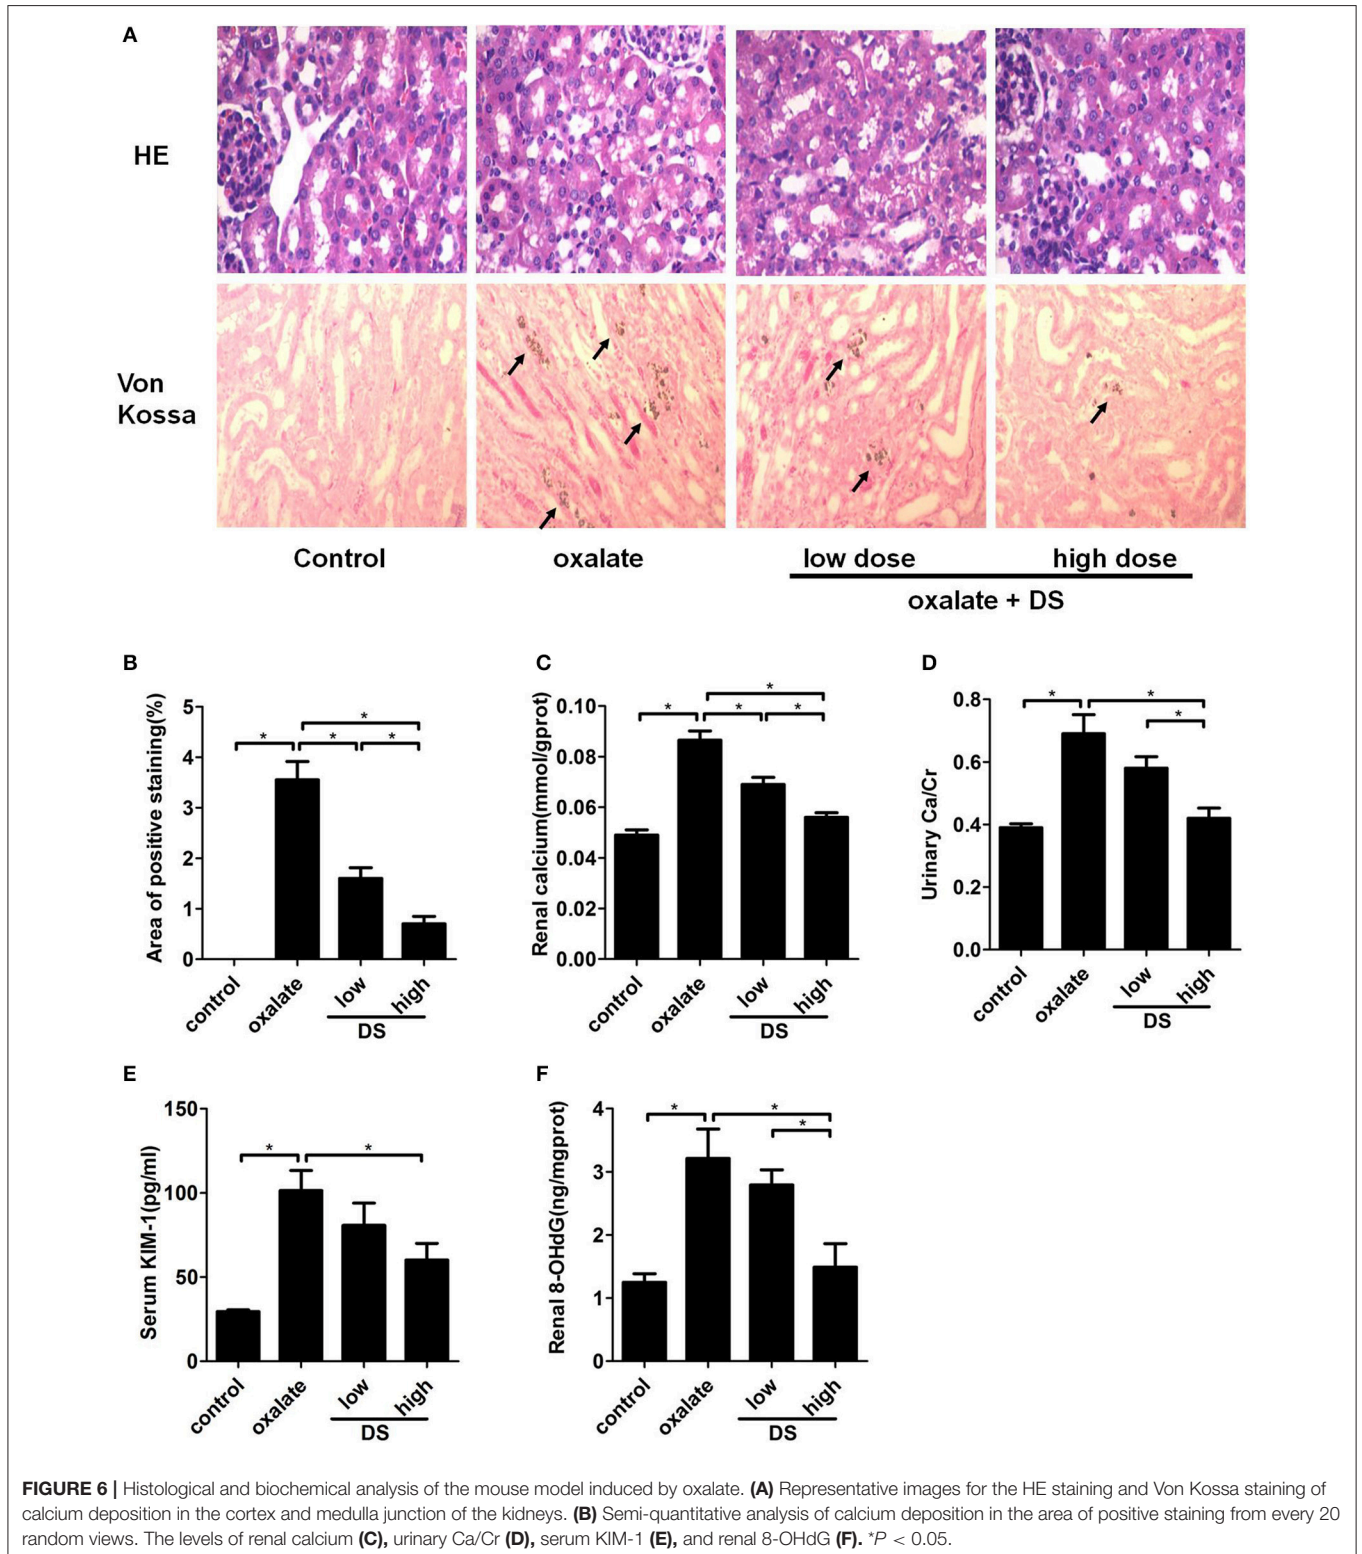 A
HE
Von
Kossa
Control
oxalate
low dose
high dose
oxalate + DS
B
Area of positive staining(%)
5
4
3
2
1
0
*
*
*
*
control
oxalate
low
high
DS
C
Renal calcium(mmol/gprot)
0.10
0.08
0.06
0.04
0.02
0.00
*
*
*
*
control
oxalate
low
high
DS
D
Urinary Ca/Cr
0.8
0.6
0.4
0.2
0.0
*
*
*
control
oxalate
low
high
DS
E
Serum KIM-1(pg/ml)
150
100
50
0
*
*
control
oxalate
low
high
DS
F
Renal 8-OHdG(ng/mgprot)
4
3
2
1
0
*
*
*
control
oxalate
low
high
DS
FIGURE 6 | Histological and biochemical analysis of the mouse model induced by oxalate. (A) Representative images for the HE staining and Von Kossa staining of
calcium deposition in the cortex and medulla junction of the kidneys. (B) Semi-quantitative analysis of calcium deposition in the area of positive staining from every 20
random views. The levels of renal calcium (C), urinary Ca/Cr (D), serum KIM-1 (E), and renal 8-OHdG (F). *P < 0.05.